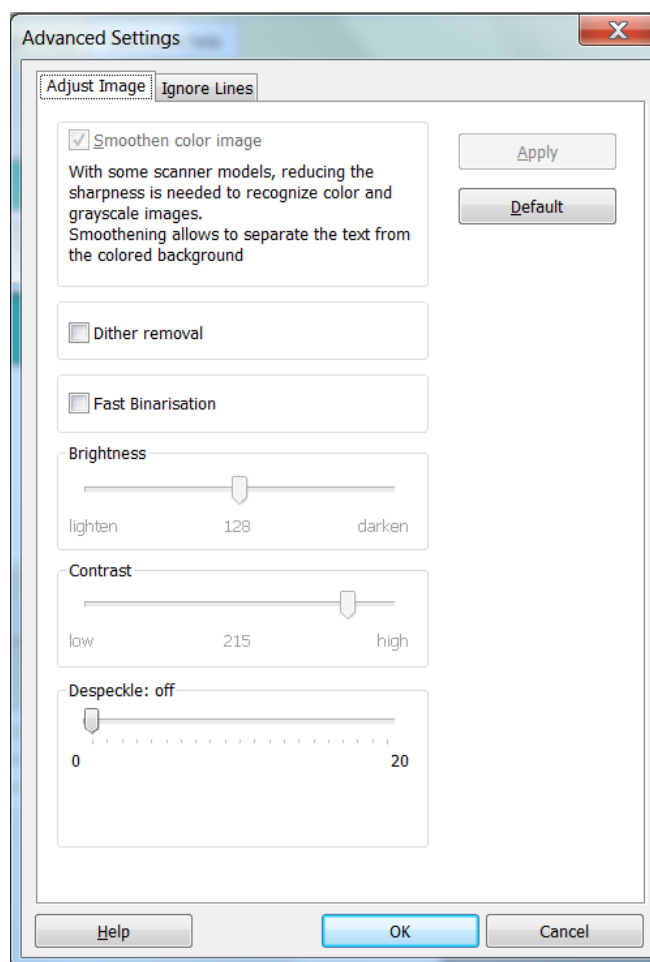 Advanced Settings
Adjust Image Ignore Lines
Smoothen color image
With some scanner models, reducing the
sharpness is needed to recognize color and
grayscale images.
Smoothening allows to separate the text from
the colored background
Apply
Default
Dither removal
Fast Binarisation
Brightness
lighten 128 darken
Contrast
low 215 high
Despeckle: off
0 20
Help OK Cancel